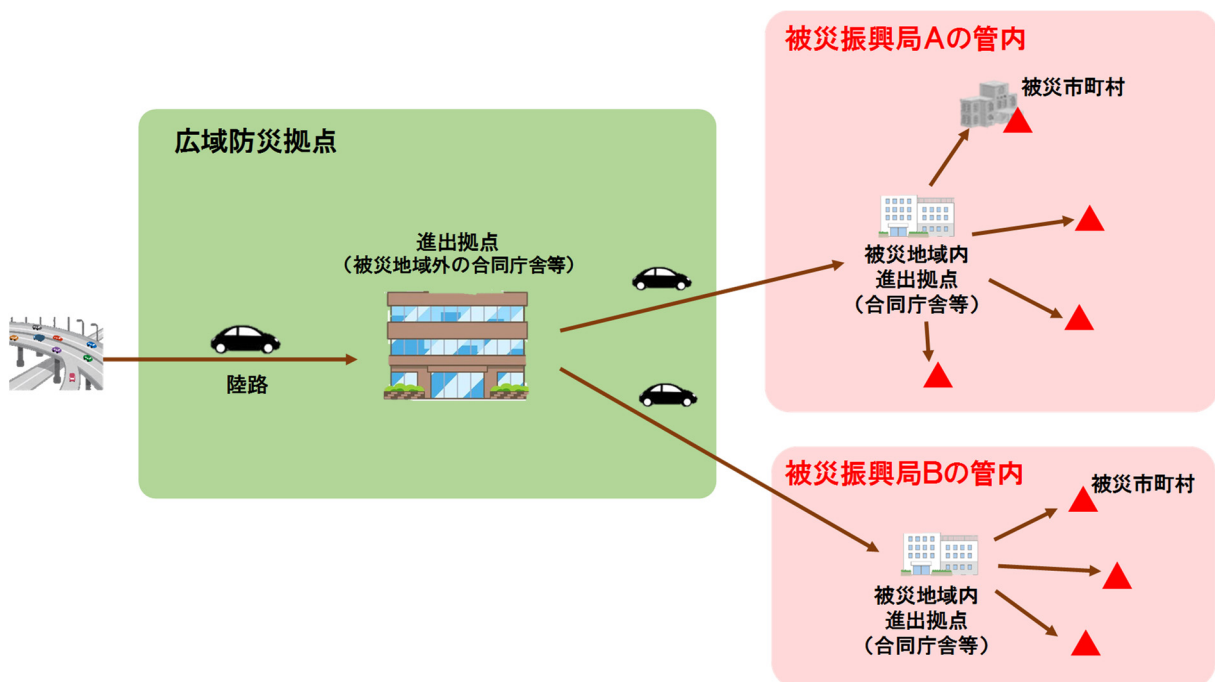 広域防災拠点
進出拠点
（被災地域外の合同庁舎等）
陸路
被災振興局Aの管内
被災市町村
被災地域内
進出拠点
（合同庁舎等）
被災振興局Bの管内
被災市町村
被災地域内
進出拠点
（合同庁舎等）